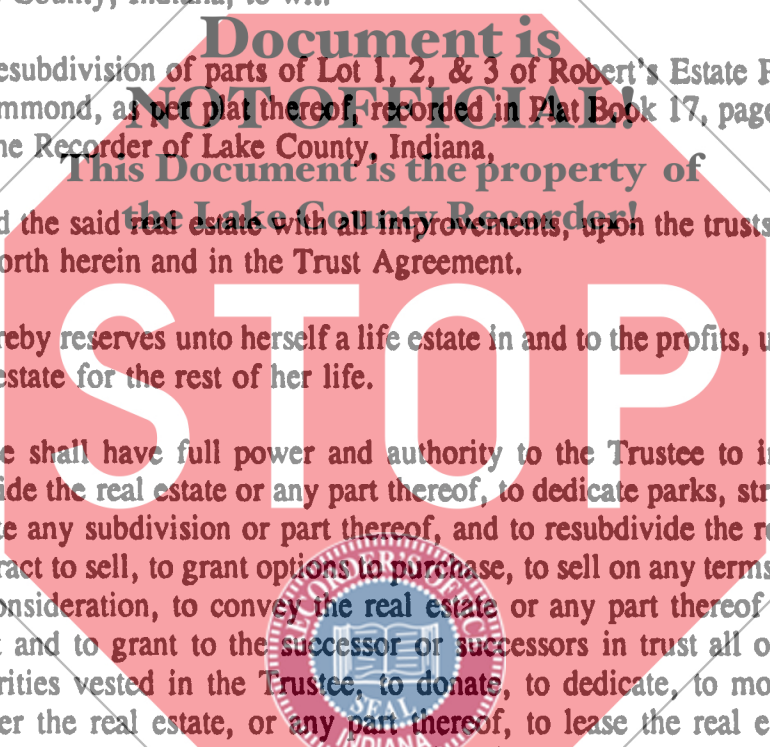 County, Indiana, to wit:
Document is
esubdivision of parts of Lot 1, 2, & 3 of Robert's Estate
mmond, as per plat thereof, recorded in Plat Book 17, page
NOT OFFICIAL!
he Recorder of Lake County, Indiana,
This Document is the property of
the Lake County Recorder!
d the said real estate with all improvements, upon the trusts
orth herein and in the Trust Agreement.
STOP
reby reserves unto herself a life estate in and to the profits, u
estate for the rest of her life.
e shall have full power and authority to the Trustee to i
ide the real estate or any part thereof, to dedicate parks, str
te any subdivision or part thereof, and to resubdivide the r
ract to sell, to grant options to purchase, to sell on any terms
onsideration, to convey the real estate or any part thereof
t and to grant to the successor or successors in trust all o
rities vested in the Trustee, to donate, to dedicate, to mo
er the real estate, or any part thereof, to lease the real e
SEAL
INDIANA